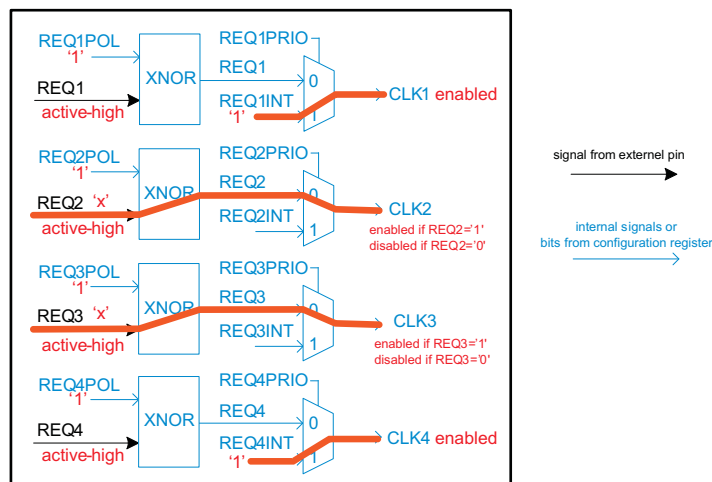 REQ1POL
'1'
REQ1
active-high
XNOR
REQ1PRIO
REQ1
REQ1INT
'1'
0
1
CLK1 enabled
REQ2POL
'1'
REQ2 'x'
active-high
XNOR
REQ2PRIO
REQ2
REQ2INT
0
1
CLK2
enabled if REQ2='1'
disabled if REQ2='0'
REQ3POL
'1'
REQ3 'x'
active-high
XNOR
REQ3PRIO
REQ3
REQ3INT
0
1
CLK3
enabled if REQ3='1'
disabled if REQ3='0'
REQ4POL
'1'
REQ4
active-high
XNOR
REQ4PRIO
REQ4
REQ4INT
'1'
0
1
CLK4 enabled
signal from externel pin
internal signals or
bits from configuration register